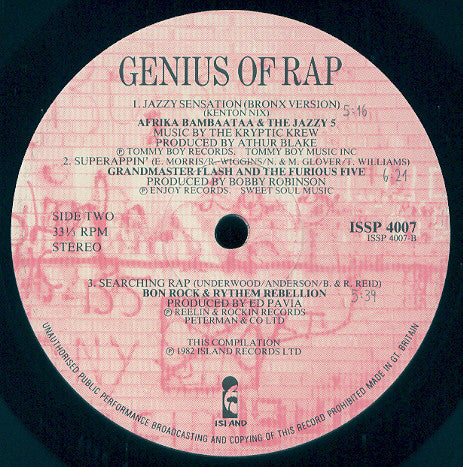 GENIUS OF RAP
1. JAZZY SENSATION (BRONX VERSION)
(KENTON NIX) 5:16
AFRIKA BAMBAATAA & THE JAZZY 5
MUSIC BY THE KRYPTIC KREW
PRODUCED BY ATHUR BLAKE
Ⓟ TOMMY BOY RECORDS. TOMMY BOY MUSIC INC
2. SUPERAPPIN' (E. MORRIS/R. WIGGINS/N. & M. GLOVER/T. WILLIAMS)
GRANDMASTER FLASH AND THE FURIOUS FIVE 6-21
PRODUCED BY BOBBY ROBINSON
Ⓟ ENJOY RECORDS. SWEET SOUL MUSIC
SIDE TWO
33⅓ RPM
STEREO
ISSP 4007
ISSP 4007-B
3. SEARCHING RAP (UNDERWOOD/ANDERSON/B. & R. REID)
BON ROCK & RYTHEM REBELLION 5:39
PRODUCED BY ED PAVIA
Ⓟ REELIN & ROCKIN RECORDS
PETERMAN & CO LTD
THIS COMPILATION
Ⓟ 1982 ISLAND RECORDS LTD
ISLAND
UNAUTHORISED PUBLIC PERFORMANCE BROADCASTING AND COPYING OF THIS RECORD PROHIBITED MADE IN GT. BRITAIN